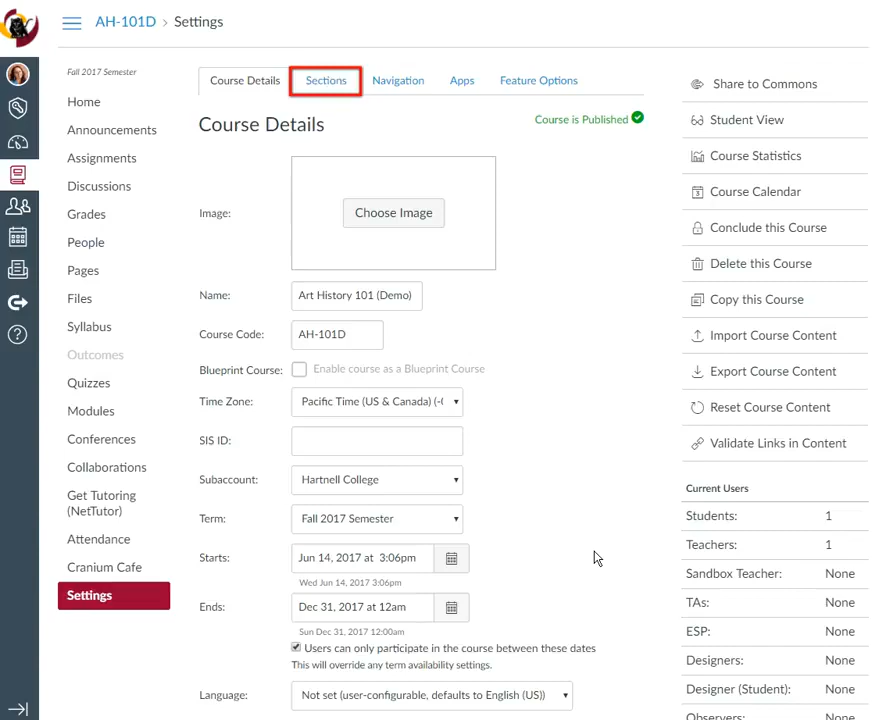 AH-101D › Settings
Fall 2017 Semester
Home
Announcements
Assignments
Discussions
Grades
People
Pages
Files
Syllabus
Outcomes
Quizzes
Modules
Conferences
Collaborations
Get Tutoring
(NetTutor)
Attendance
Cranium Cafe
Settings
Course Details
Sections
Navigation
Apps
Feature Options
Course Details
Course is Published
Image:
Choose Image
Name:
Art History 101 (Demo)
Course Code:
AH-101D
Blueprint Course:
Enable course as a Blueprint Course
Time Zone:
Pacific Time (US & Canada) (-0
SIS ID:
Subaccount:
Hartnell College
Term:
Fall 2017 Semester
Starts:
Jun 14, 2017 at 3:06pm
Wed Jun 14, 2017 3:06pm
Ends:
Dec 31, 2017 at 12am
Sun Dec 31, 2017 12:00am
Users can only participate in the course between these dates
This will override any term availability settings.
Language:
Not set (user-configurable, defaults to English (US))
Share to Commons
Student View
Course Statistics
Course Calendar
Conclude this Course
Delete this Course
Copy this Course
Import Course Content
Export Course Content
Reset Course Content
Validate Links in Content
Current Users
Students: 1
Teachers: 1
Sandbox Teacher: None
TAs: None
ESP: None
Designers: None
Designer (Student): None
Observers: None